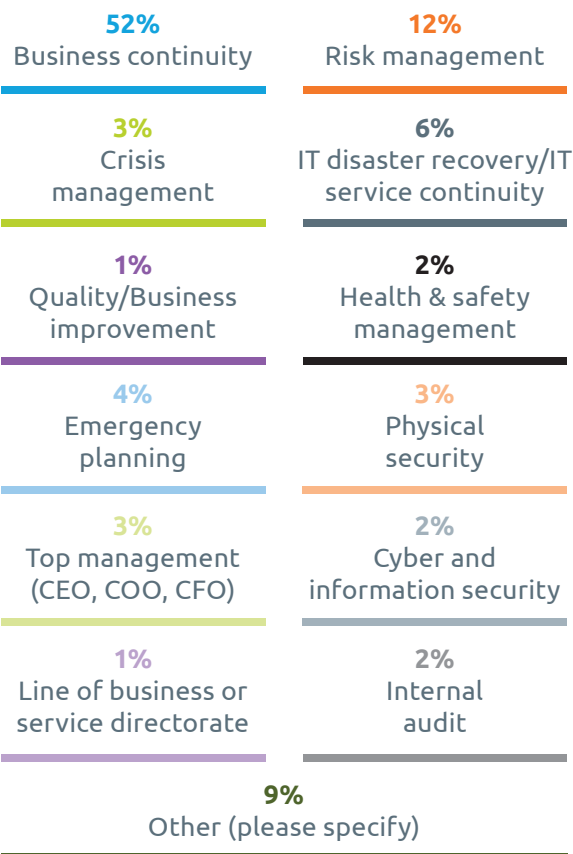 52%
Business continuity
12%
Risk management
3%
Crisis
management
6%
IT disaster recovery/IT
service continuity
1%
Quality/Business
improvement
2%
Health & safety
management
4%
Emergency
planning
3%
Physical
security
3%
Top management
(CEO, COO, CFO)
2%
Cyber and
information security
1%
Line of business or
service directorate
2%
Internal
audit
9%
Other (please specify)